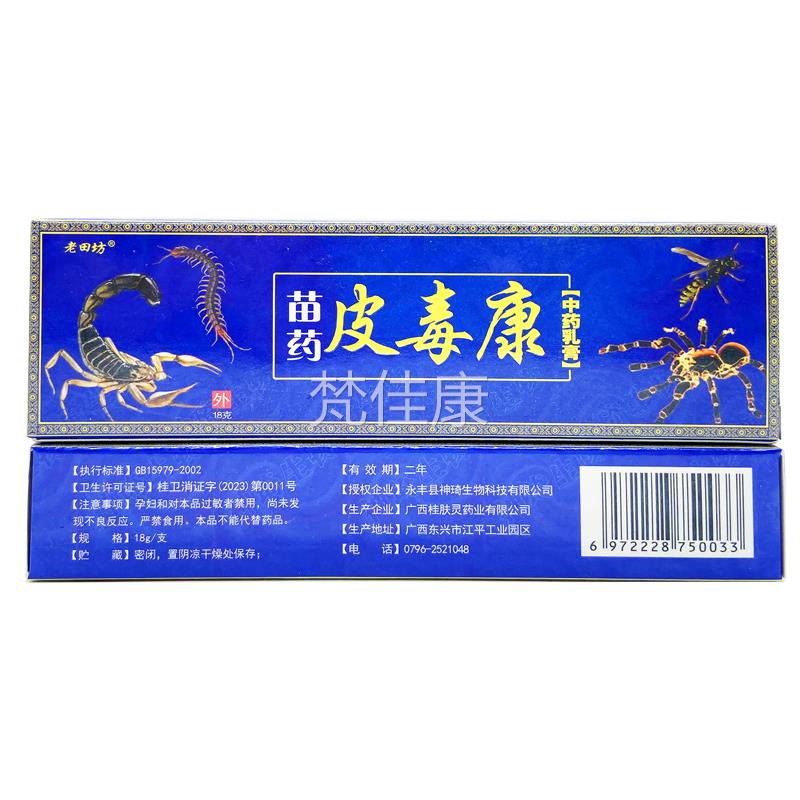 老田坊®
苗药
皮毒康
【中药乳膏】
外
18克
梵佳康
【执行标准】GB15979-2002
【卫生许可证号】桂卫消证字(2023)第0011号
【注意事项】孕妇和对本品过敏者禁用，尚未发
现不良反应。严禁食用。本品不能代替药品。
【规 格】18g/支
【贮 藏】密闭，置阴凉干燥处保存；
【有 效 期】二年
【授权企业】永丰县神琦生物科技有限公司
【生产企业】广西桂肤灵药业有限公司
【生产地址】广西东兴市江平工业园区
【电 话】0796-2521048
6 972228 750033